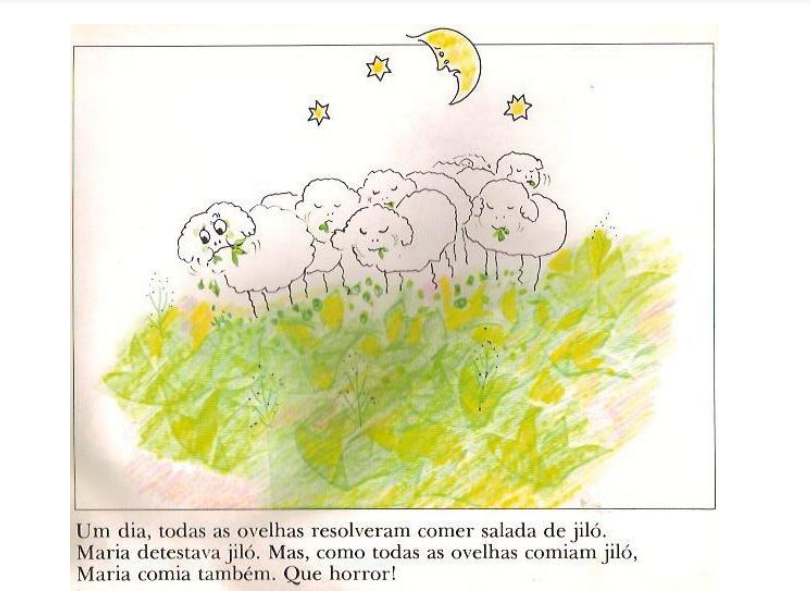 Um dia, todas as ovelhas resolveram comer salada de jiló.
Maria detestava jiló. Mas, como todas as ovelhas comiam jiló,
Maria comia também. Que horror!